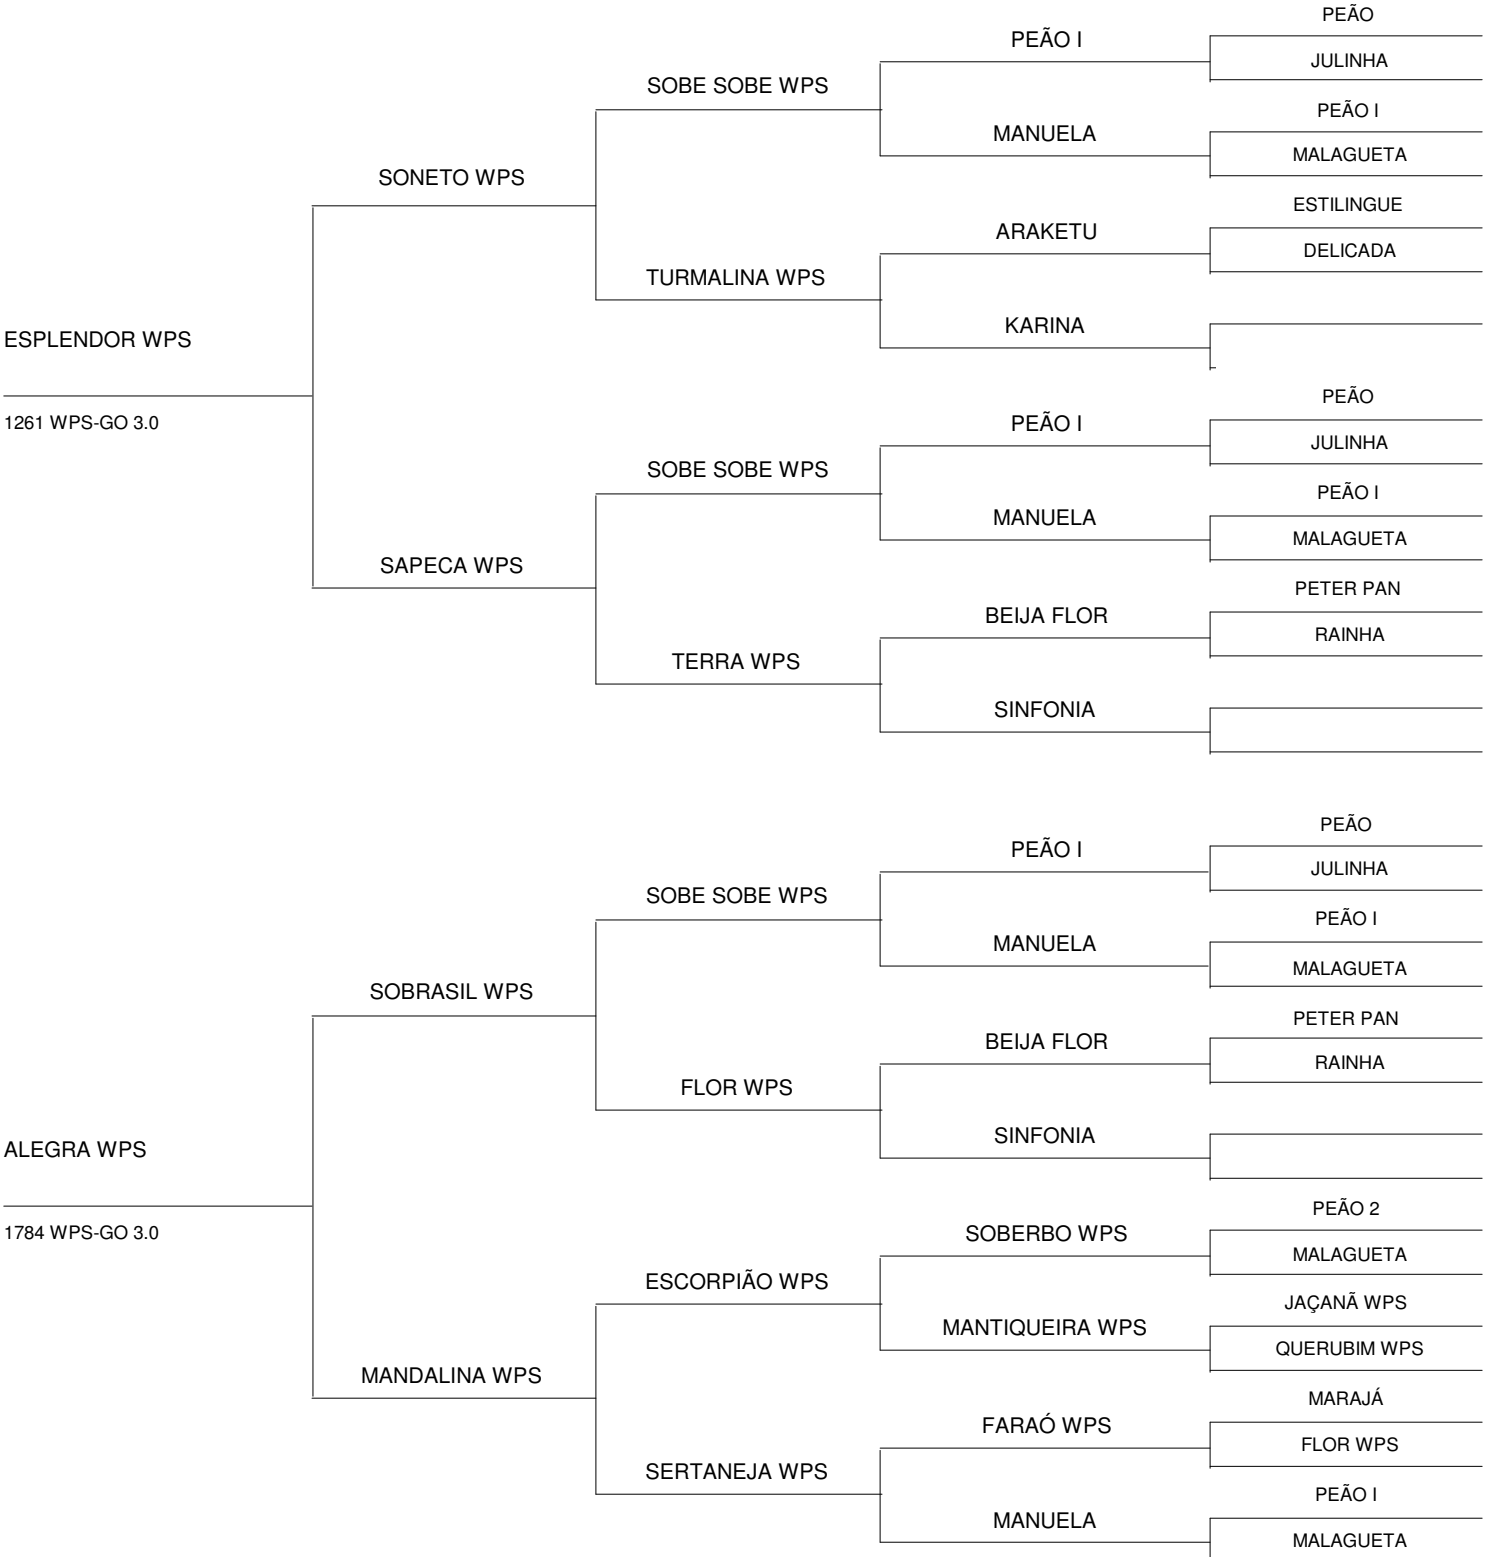 PEÃO
PEÃO I
JULINHA
SOBE SOBE WPS
PEÃO I
MANUELA
MALAGUETA
SONETO WPS
ESTILINGUE
ARAKETU
DELICADA
TURMALINA WPS
KARINA
ESPLENDOR WPS
PEÃO
1261 WPS-GO 3.0
PEÃO I
JULINHA
SOBE SOBE WPS
PEÃO I
MANUELA
MALAGUETA
SAPECA WPS
PETER PAN
BEIJA FLOR
RAINHA
TERRA WPS
SINFONIA
PEÃO
PEÃO I
JULINHA
SOBE SOBE WPS
PEÃO I
MANUELA
MALAGUETA
SOBRASIL WPS
PETER PAN
BEIJA FLOR
RAINHA
FLOR WPS
SINFONIA
ALEGRA WPS
PEÃO 2
1784 WPS-GO 3.0
SOBERBO WPS
MALAGUETA
ESCORPIÃO WPS
JAÇANÃ WPS
MANTIQUEIRA WPS
QUERUBIM WPS
MANDALINA WPS
MARAJÁ
FARAÓ WPS
FLOR WPS
SERTANEJA WPS
PEÃO I
MANUELA
MALAGUETA